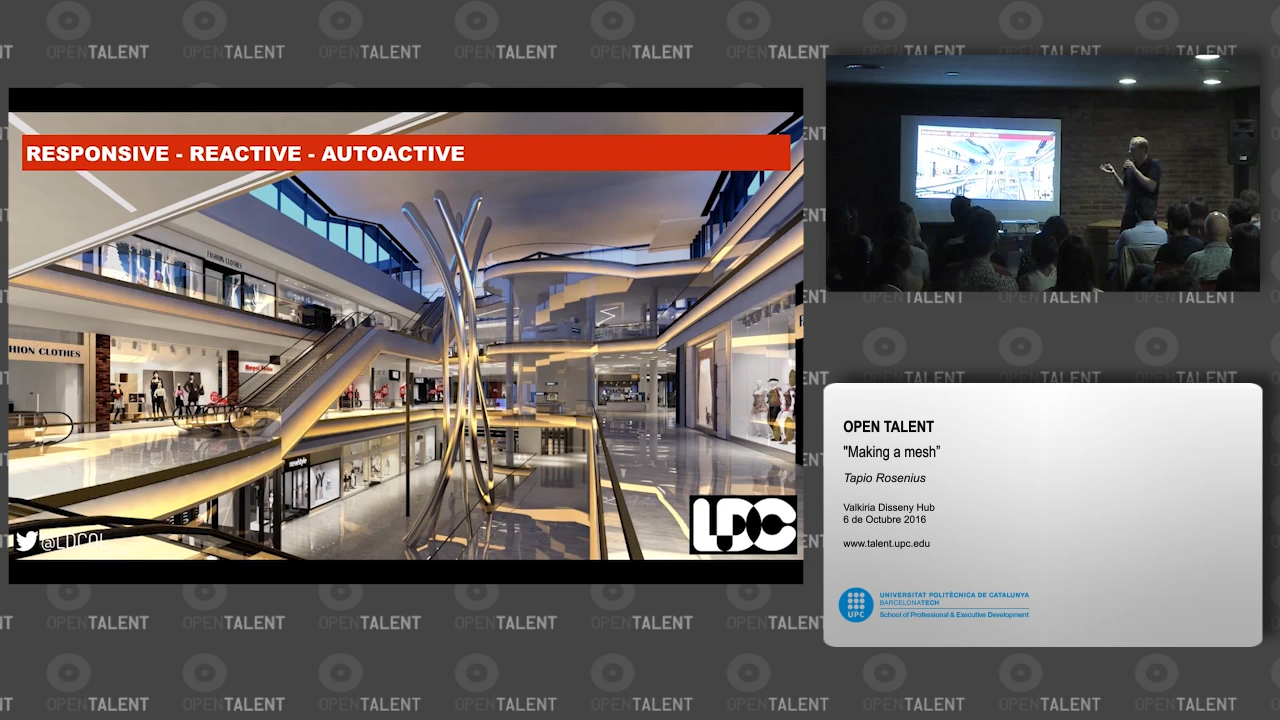 RESPONSIVE - REACTIVE - AUTOACTIVE
FASHION CLOTHES
HION CLOTHES
newstyle
LDC
OPEN TALENT
"Making a mesh"
Tapio Rosenius
Valkiria Disseny Hub
6 de Octubre 2016
www.talent.upc.edu
UPC
UNIVERSITAT POLITÈCNICA DE CATALUNYA
BARCELONATECH
School of Professional & Executive Development
OPENTALENT